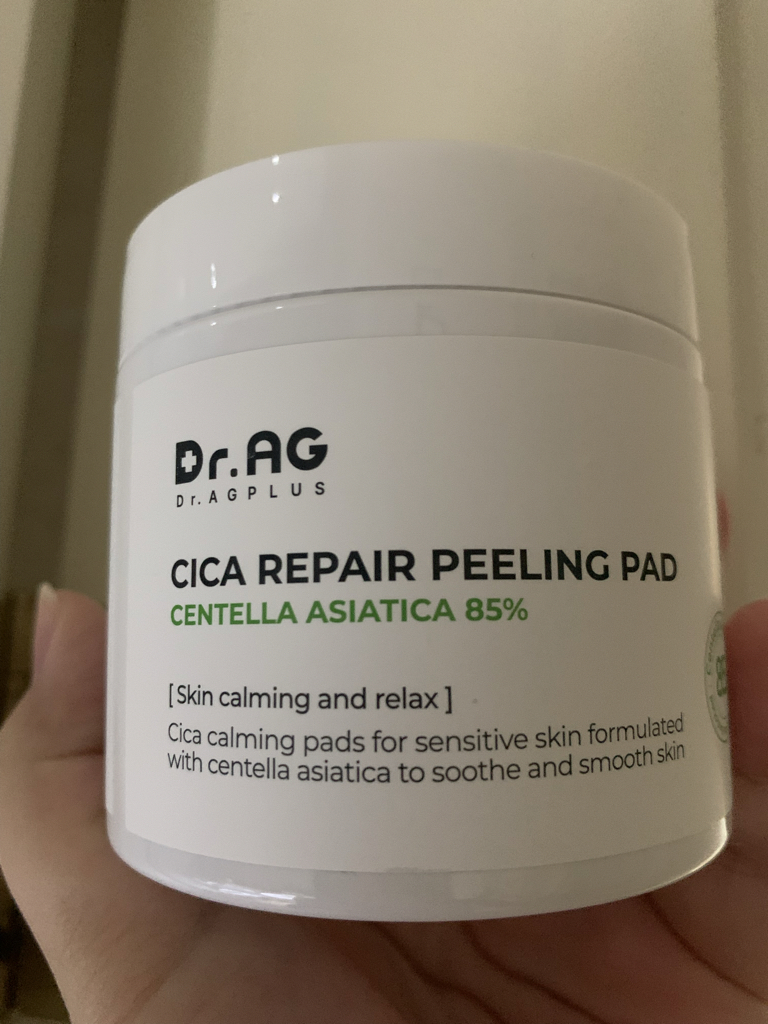 Dr.AG
Dr.AGPLUS
CICA REPAIR PEELING PAD
CENTELLA ASIATICA 85%
[ Skin calming and relax ]
Cica calming pads for sensitive skin formulated
with centella asiatica to soothe and smooth skin